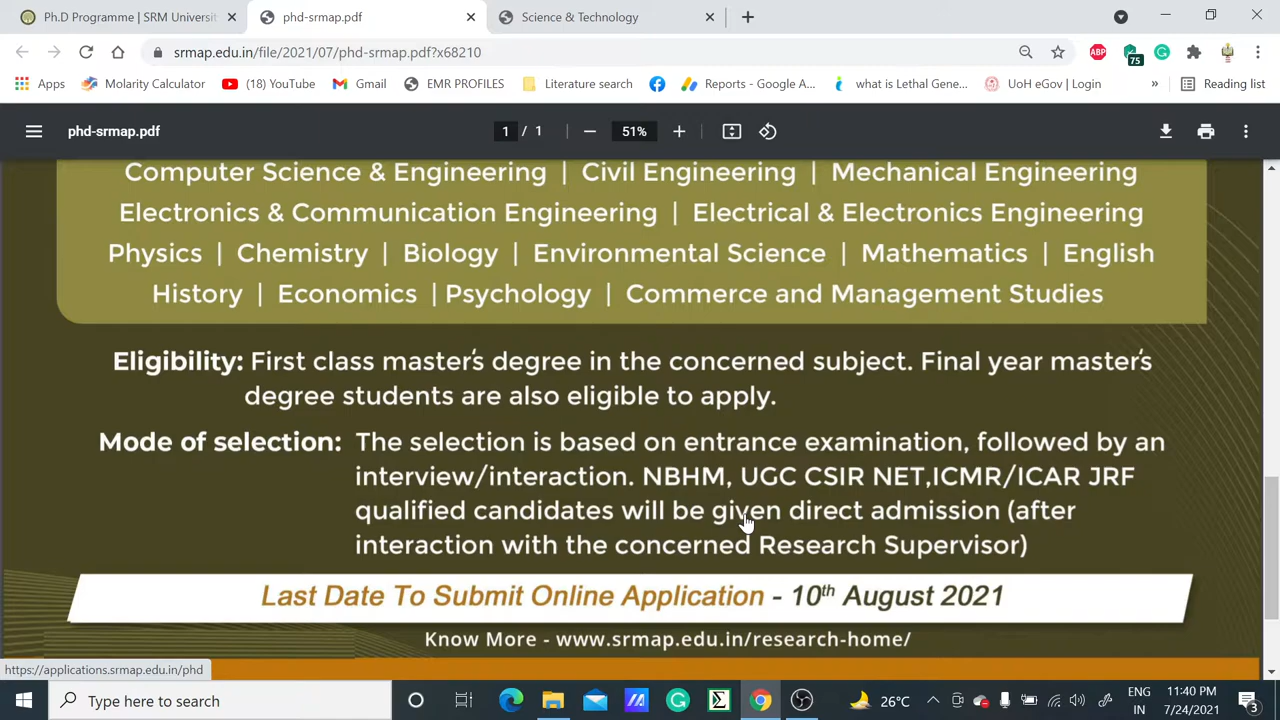 Ph.D Programme | SRM Universit
phd-srmap.pdf
Science & Technology
srmap.edu.in/file/2021/07/phd-srmap.pdf?x68210
ABP
75
Apps
Molarity Calculator
(18) YouTube
Gmail
EMR PROFILES
Literature search
Reports - Google A...
what is Lethal Gene...
UoH eGov | Login
»
Reading list
phd-srmap.pdf
1 / 1
51%
Computer Science & Engineering | Civil Engineering | Mechanical Engineering
Electronics & Communication Engineering | Electrical & Electronics Engineering
Physics | Chemistry | Biology | Environmental Science | Mathematics | English
History | Economics | Psychology | Commerce and Management Studies
Eligibility: First class master's degree in the concerned subject. Final year master's
degree students are also eligible to apply.
Mode of selection: The selection is based on entrance examination, followed by an
interview/interaction. NBHM, UGC CSIR NET,ICMR/ICAR JRF
qualified candidates will be given direct admission (after
interaction with the concerned Research Supervisor)
Last Date To Submit Online Application - 10th August 2021
Know More - www.srmap.edu.in/research-home/
https://applications.srmap.edu.in/phd
Type here to search
26°C
ENG
IN
11:40 PM
7/24/2021
3